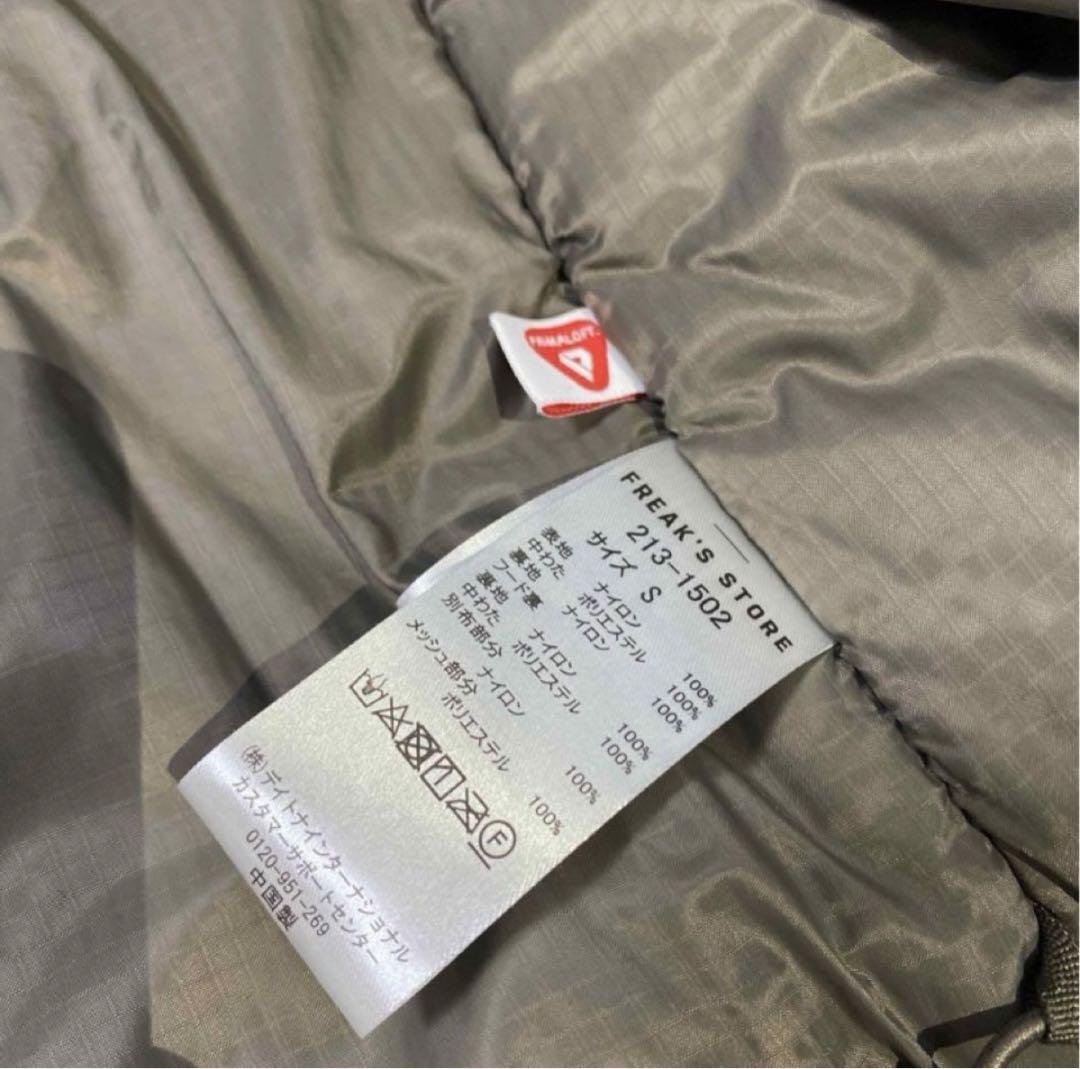 PRIMALOFT
FREAK'S STORE
213-1502
サイズ S
表地 ナイロン 100%
中わた ポリエステル 100%
裏地 ナイロン 100%
フード裏
裏地 ナイロン 100%
中わた ポリエステル 100%
別布部分
ナイロン 100%
メッシュ部分
ポリエステル 100%
F
(株)デイトナインターナショナル
カスタマーサポートセンター
0120-951-269
中国製